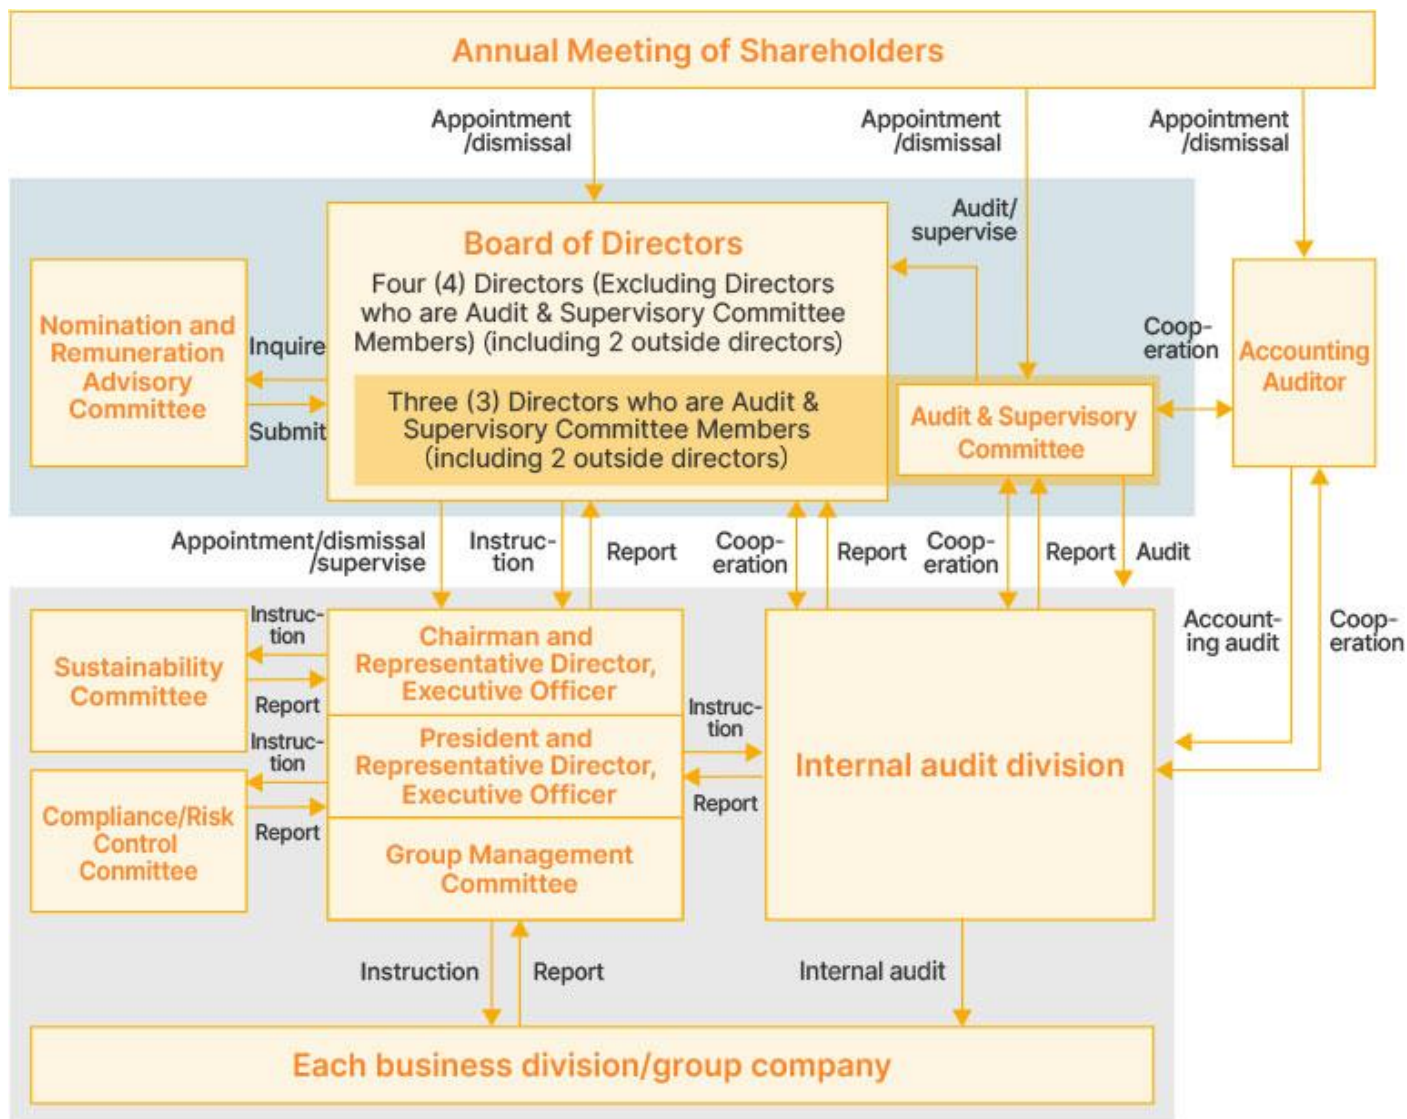 Annual Meeting of Shareholders
Appointment
/dismissal
Appointment
/dismissal
Appointment
/dismissal
Audit/
supervise
Board of Directors
Four (4) Directors (Excluding Directors
who are Audit & Supervisory Committee
Members) (including 2 outside directors)
Nomination and
Remuneration
Advisory
Committee
Inquire
Submit
Three (3) Directors who are Audit &
Supervisory Committee Members
(including 2 outside directors)
Audit & Supervisory
Committee
Coop-
eration
Accounting
Auditor
Appointment/dismissal
/supervise
Instruc-
tion
Report
Coop-
eration
Report
Coop-
eration
Report
Audit
Account-
ing audit
Coop-
eration
Sustainability
Committee
Instruc-
tion
Report
Chairman and
Representative Director,
Executive Officer
Instruc-
tion
Report
President and
Representative Director,
Executive Officer
Instruc-
tion
Report
Internal audit division
Compliance/Risk
Control
Conmittee
Group Management
Committee
Instruction
Report
Internal audit
Each business division/group company